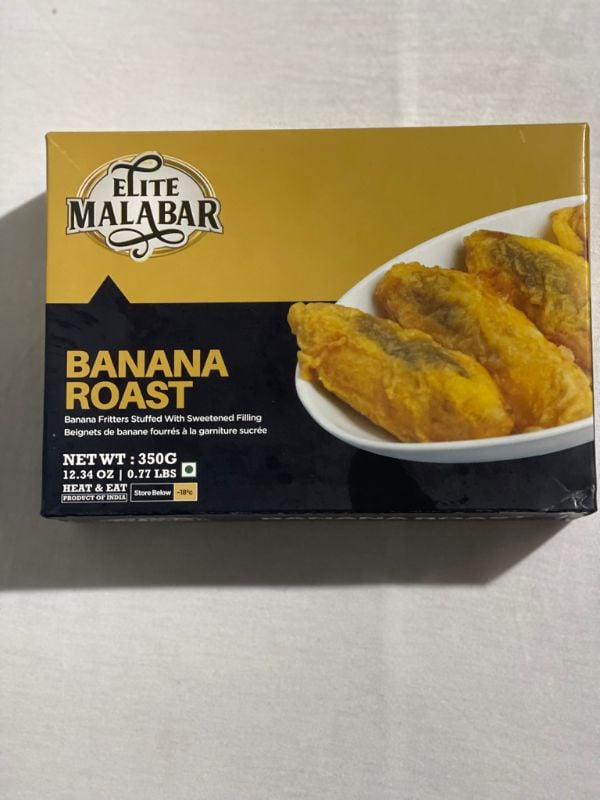 ELITE
MALABAR
BANANA
ROAST
Banana Fritters Stuffed With Sweetened Filling
Beignets de banane fourrés à la garniture sucrée
NET WT : 350G
12.34 OZ | 0.77 LBS
HEAT & EAT
PRODUCT OF INDIA
Store Below -18°c